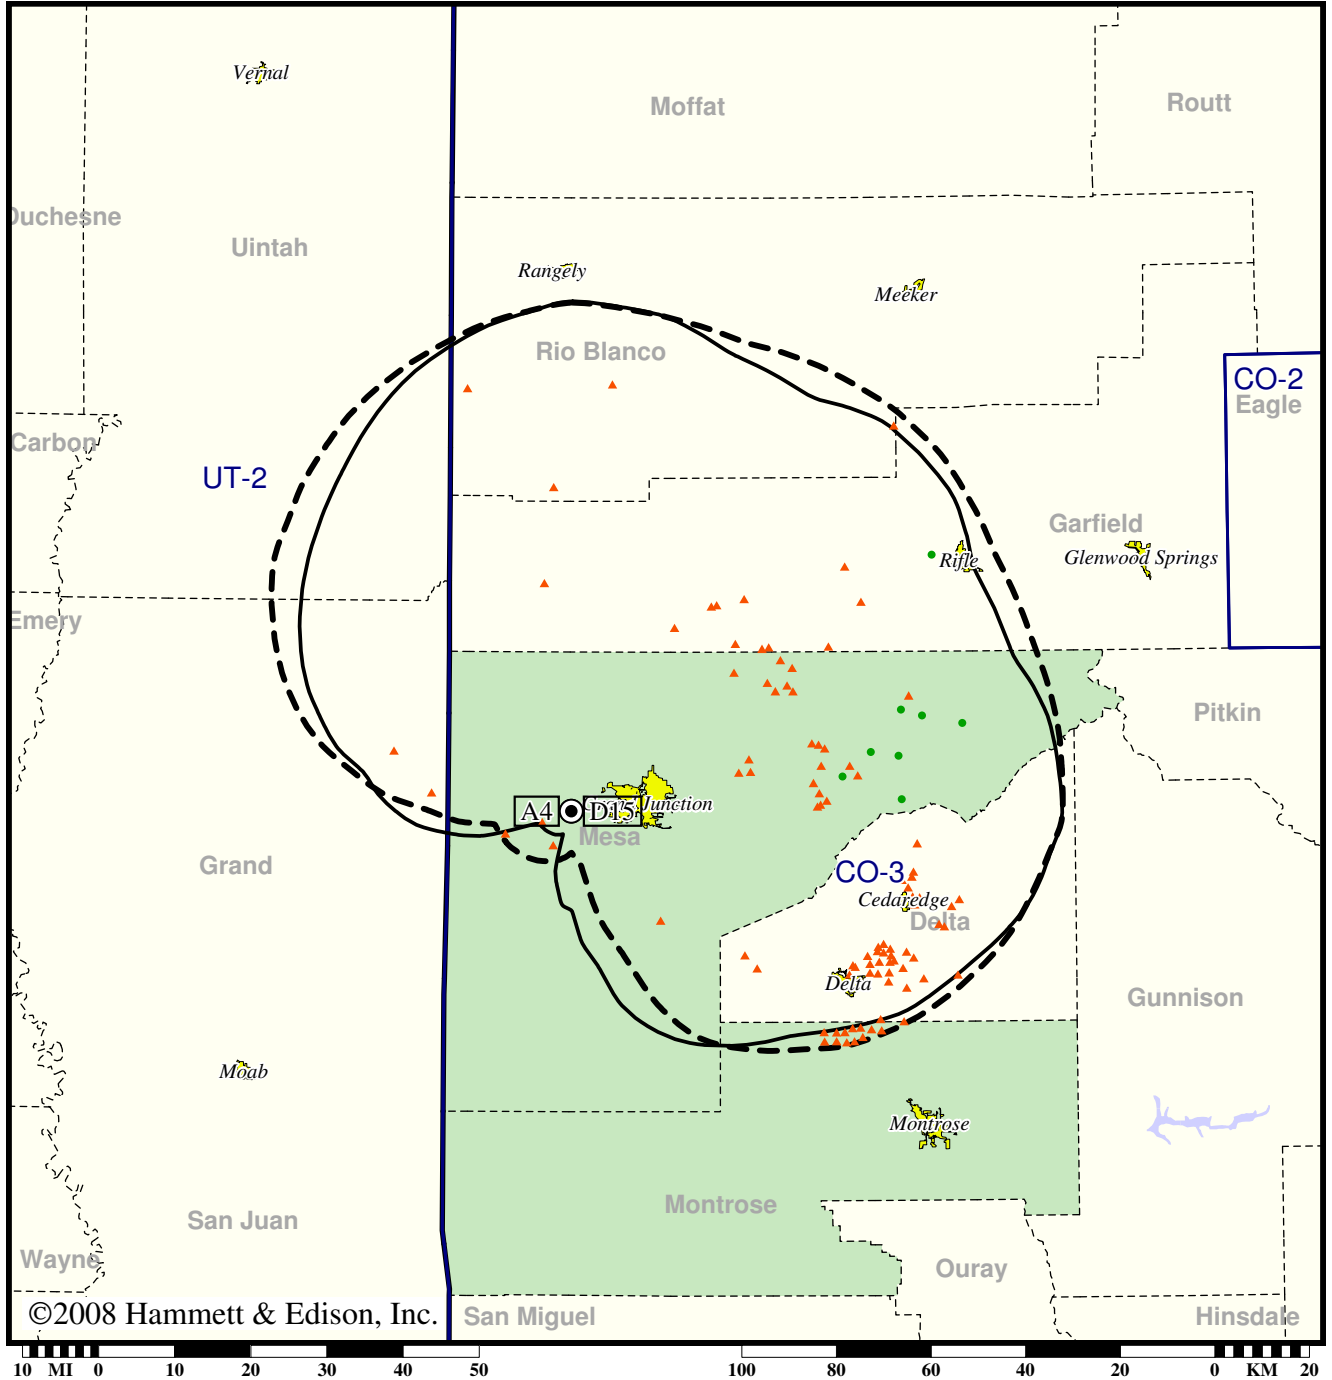 Vernal
Moffat
Routt
Duchesne
Uintah
Rangely
Meeker
Rio Blanco
CO-2
Eagle
Carbon
UT-2
Garfield
Rifle
Glenwood Springs
Emery
Pitkin
A4
D15
Junction
Mesa
Grand
CO-3
Cedaredge
Delta
Delta
Gunnison
Moab
Montrose
Montrose
San Juan
Wayne
Ouray
©2008 Hammett & Edison, Inc.
San Miguel
Hinsdale
10 MI 0 10 20 30 40 50
100 80 60 40 20 0 KM 20